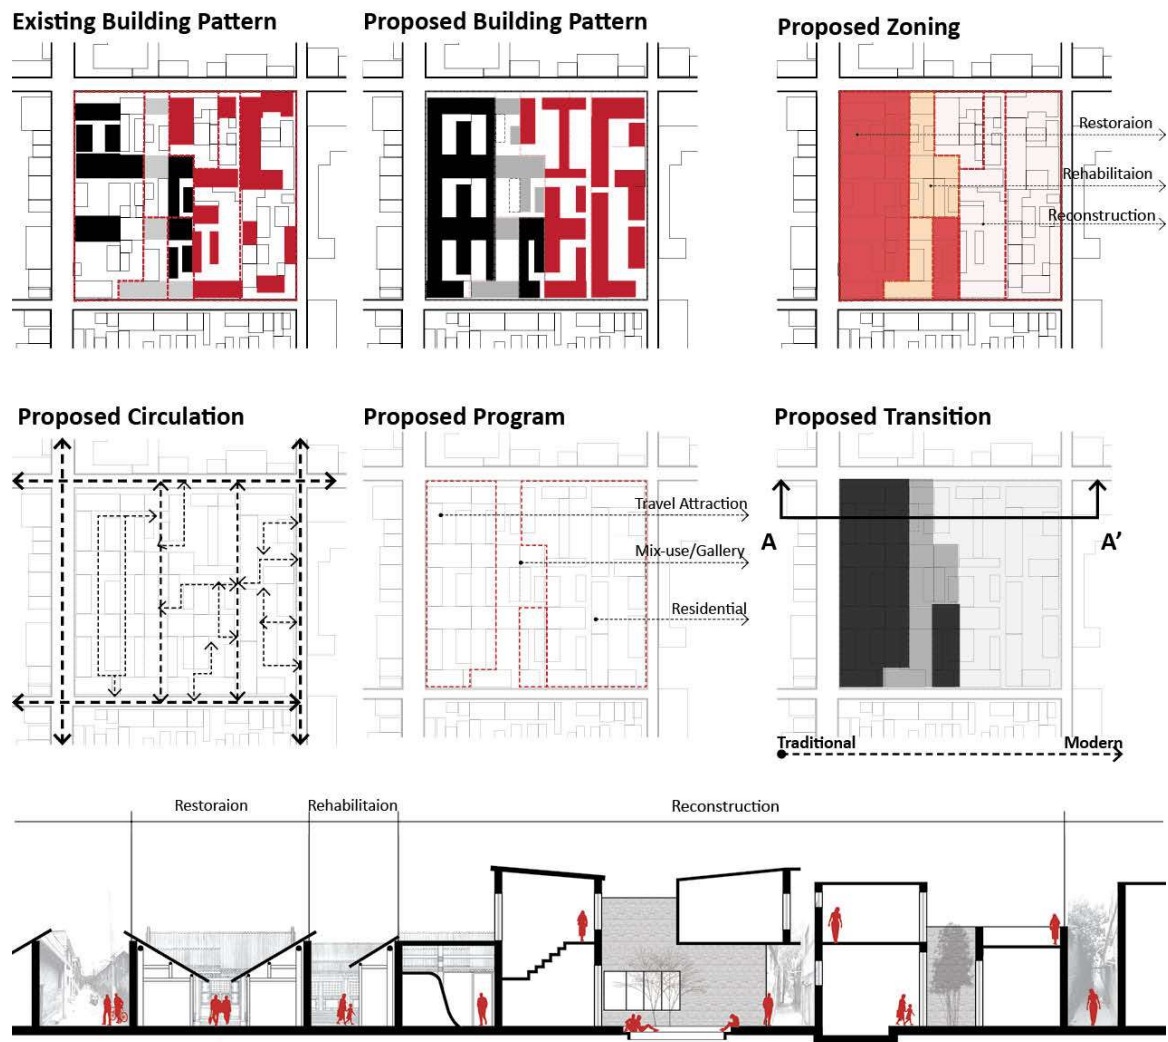 Existing Building Pattern
Proposed Building Pattern
Proposed Zoning
Restoraion
Rehabilitaion
Reconstruction
Proposed Circulation
Proposed Program
Proposed Transition
Travel Attraction
Mix-use/Gallery
Residential
A
A’
Traditional
Modern
Restoraion
Rehabilitaion
Reconstruction